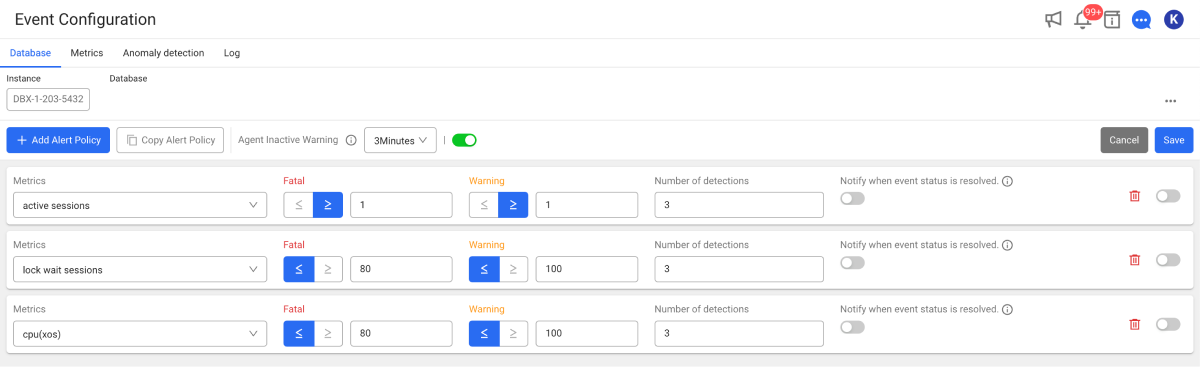 Event Configuration
99+
K
Database Metrics Anomaly detection Log
Instance Database
DBX-1-203-5432
Add Alert Policy Copy Alert Policy Agent Inactive Warning 3Minutes Cancel Save
Metrics Fatal Warning Number of detections Notify when event status is resolved.
active sessions ≤ ≥ 1 ≤ ≥ 1 3
Metrics Fatal Warning Number of detections Notify when event status is resolved.
lock wait sessions ≤ ≥ 80 ≤ ≥ 100 3
Metrics Fatal Warning Number of detections Notify when event status is resolved.
cpu(xos) ≤ ≥ 80 ≤ ≥ 100 3